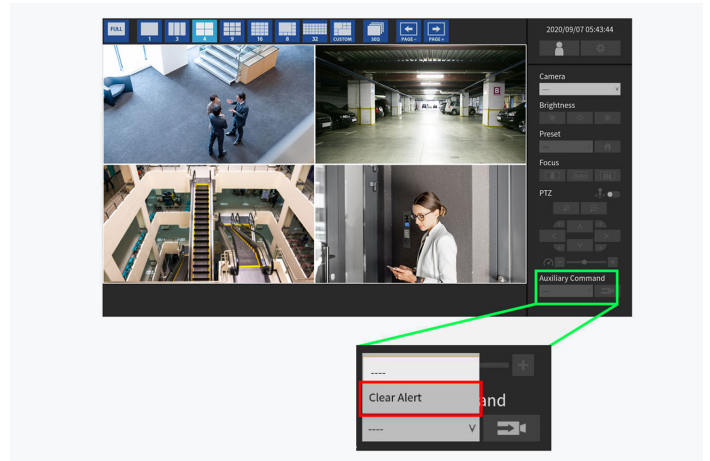 FULL
1
3
4
9
16
8
32
CUSTOM
SEQ
PAGE -
PAGE +
2020/09/07 05:43:44
B
Camera
----
Brightness
Preset
Focus
PTZ
Auxiliary Command
----
----
Clear Alert
and
----